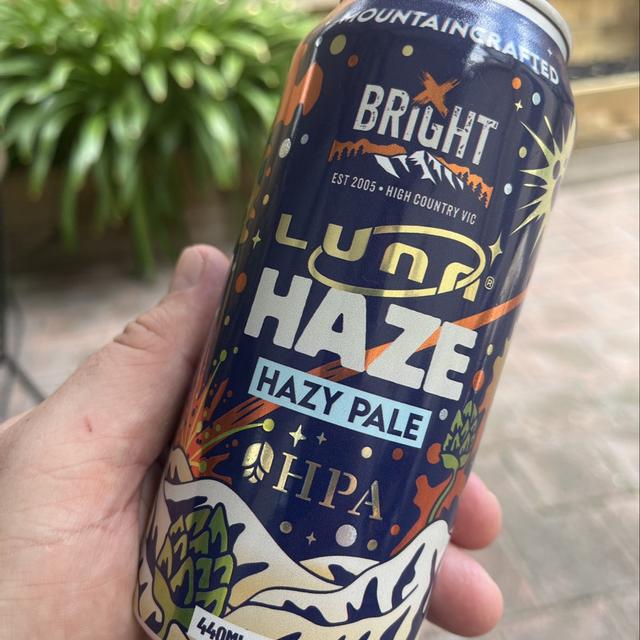 MOUNTAINCRAFTED
BRIGHT
EST 2005 • HIGH COUNTRY VIC
LUNA®
HAZE
HAZY PALE
HPA
440ML